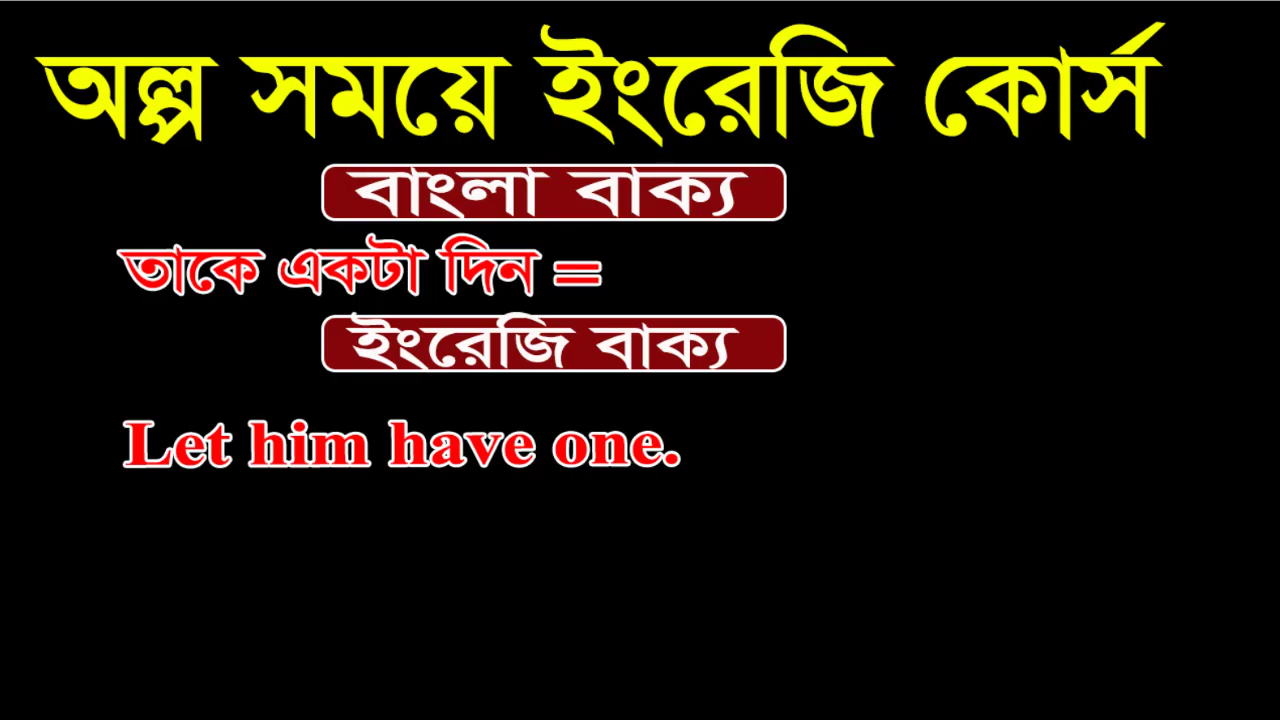 অল্প সময়ে ইংরেজি কোর্স
বাংলা বাক্য
তাকে একটা দিন =
ইংরেজি বাক্য
Let him have one.